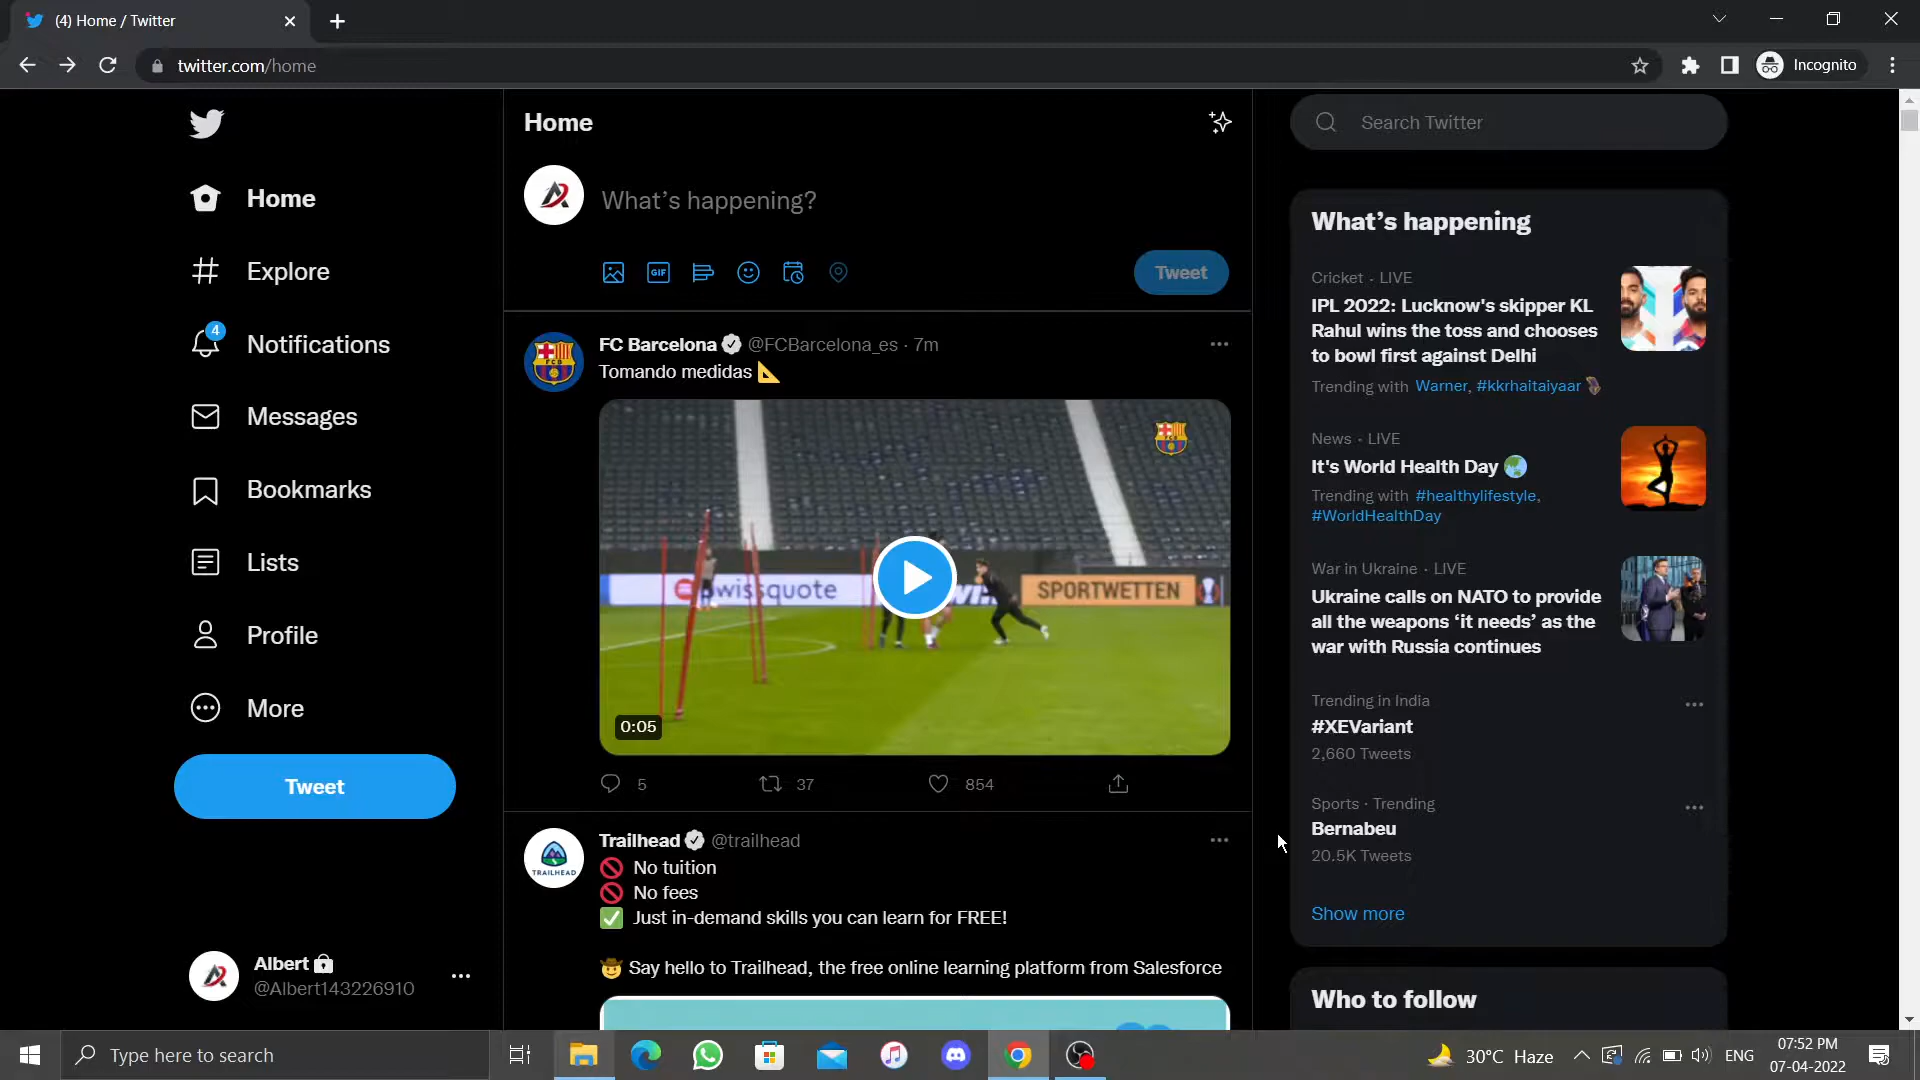 (4) Home / Twitter
twitter.com/home
Incognito
Home
Explore
4
Notifications
Messages
Bookmarks
Lists
Profile
More
Tweet
Albert
@Albert143226910
Home
What's happening?
GIF
Tweet
FC Barcelona @FCBarcelona_es · 7m
Tomando medidas
swissquote
SPORTWETTEN
0:05
5
37
854
Trailhead @trailhead
No tuition
No fees
Just in-demand skills you can learn for FREE!
Say hello to Trailhead, the free online learning platform from Salesforce
TRAILHEAD
Search Twitter
What's happening
Cricket · LIVE
IPL 2022: Lucknow's skipper KL
Rahul wins the toss and chooses
to bowl first against Delhi
Trending with Warner, #kkrhaitaiyaar
News · LIVE
It's World Health Day
Trending with #healthylifestyle,
#WorldHealthDay
War in Ukraine · LIVE
Ukraine calls on NATO to provide
all the weapons ‘it needs’ as the
war with Russia continues
Trending in India
#XEVariant
2,660 Tweets
Sports · Trending
Bernabeu
20.5K Tweets
Show more
Who to follow
Type here to search
30°C Haze
ENG
07:52 PM
07-04-2022